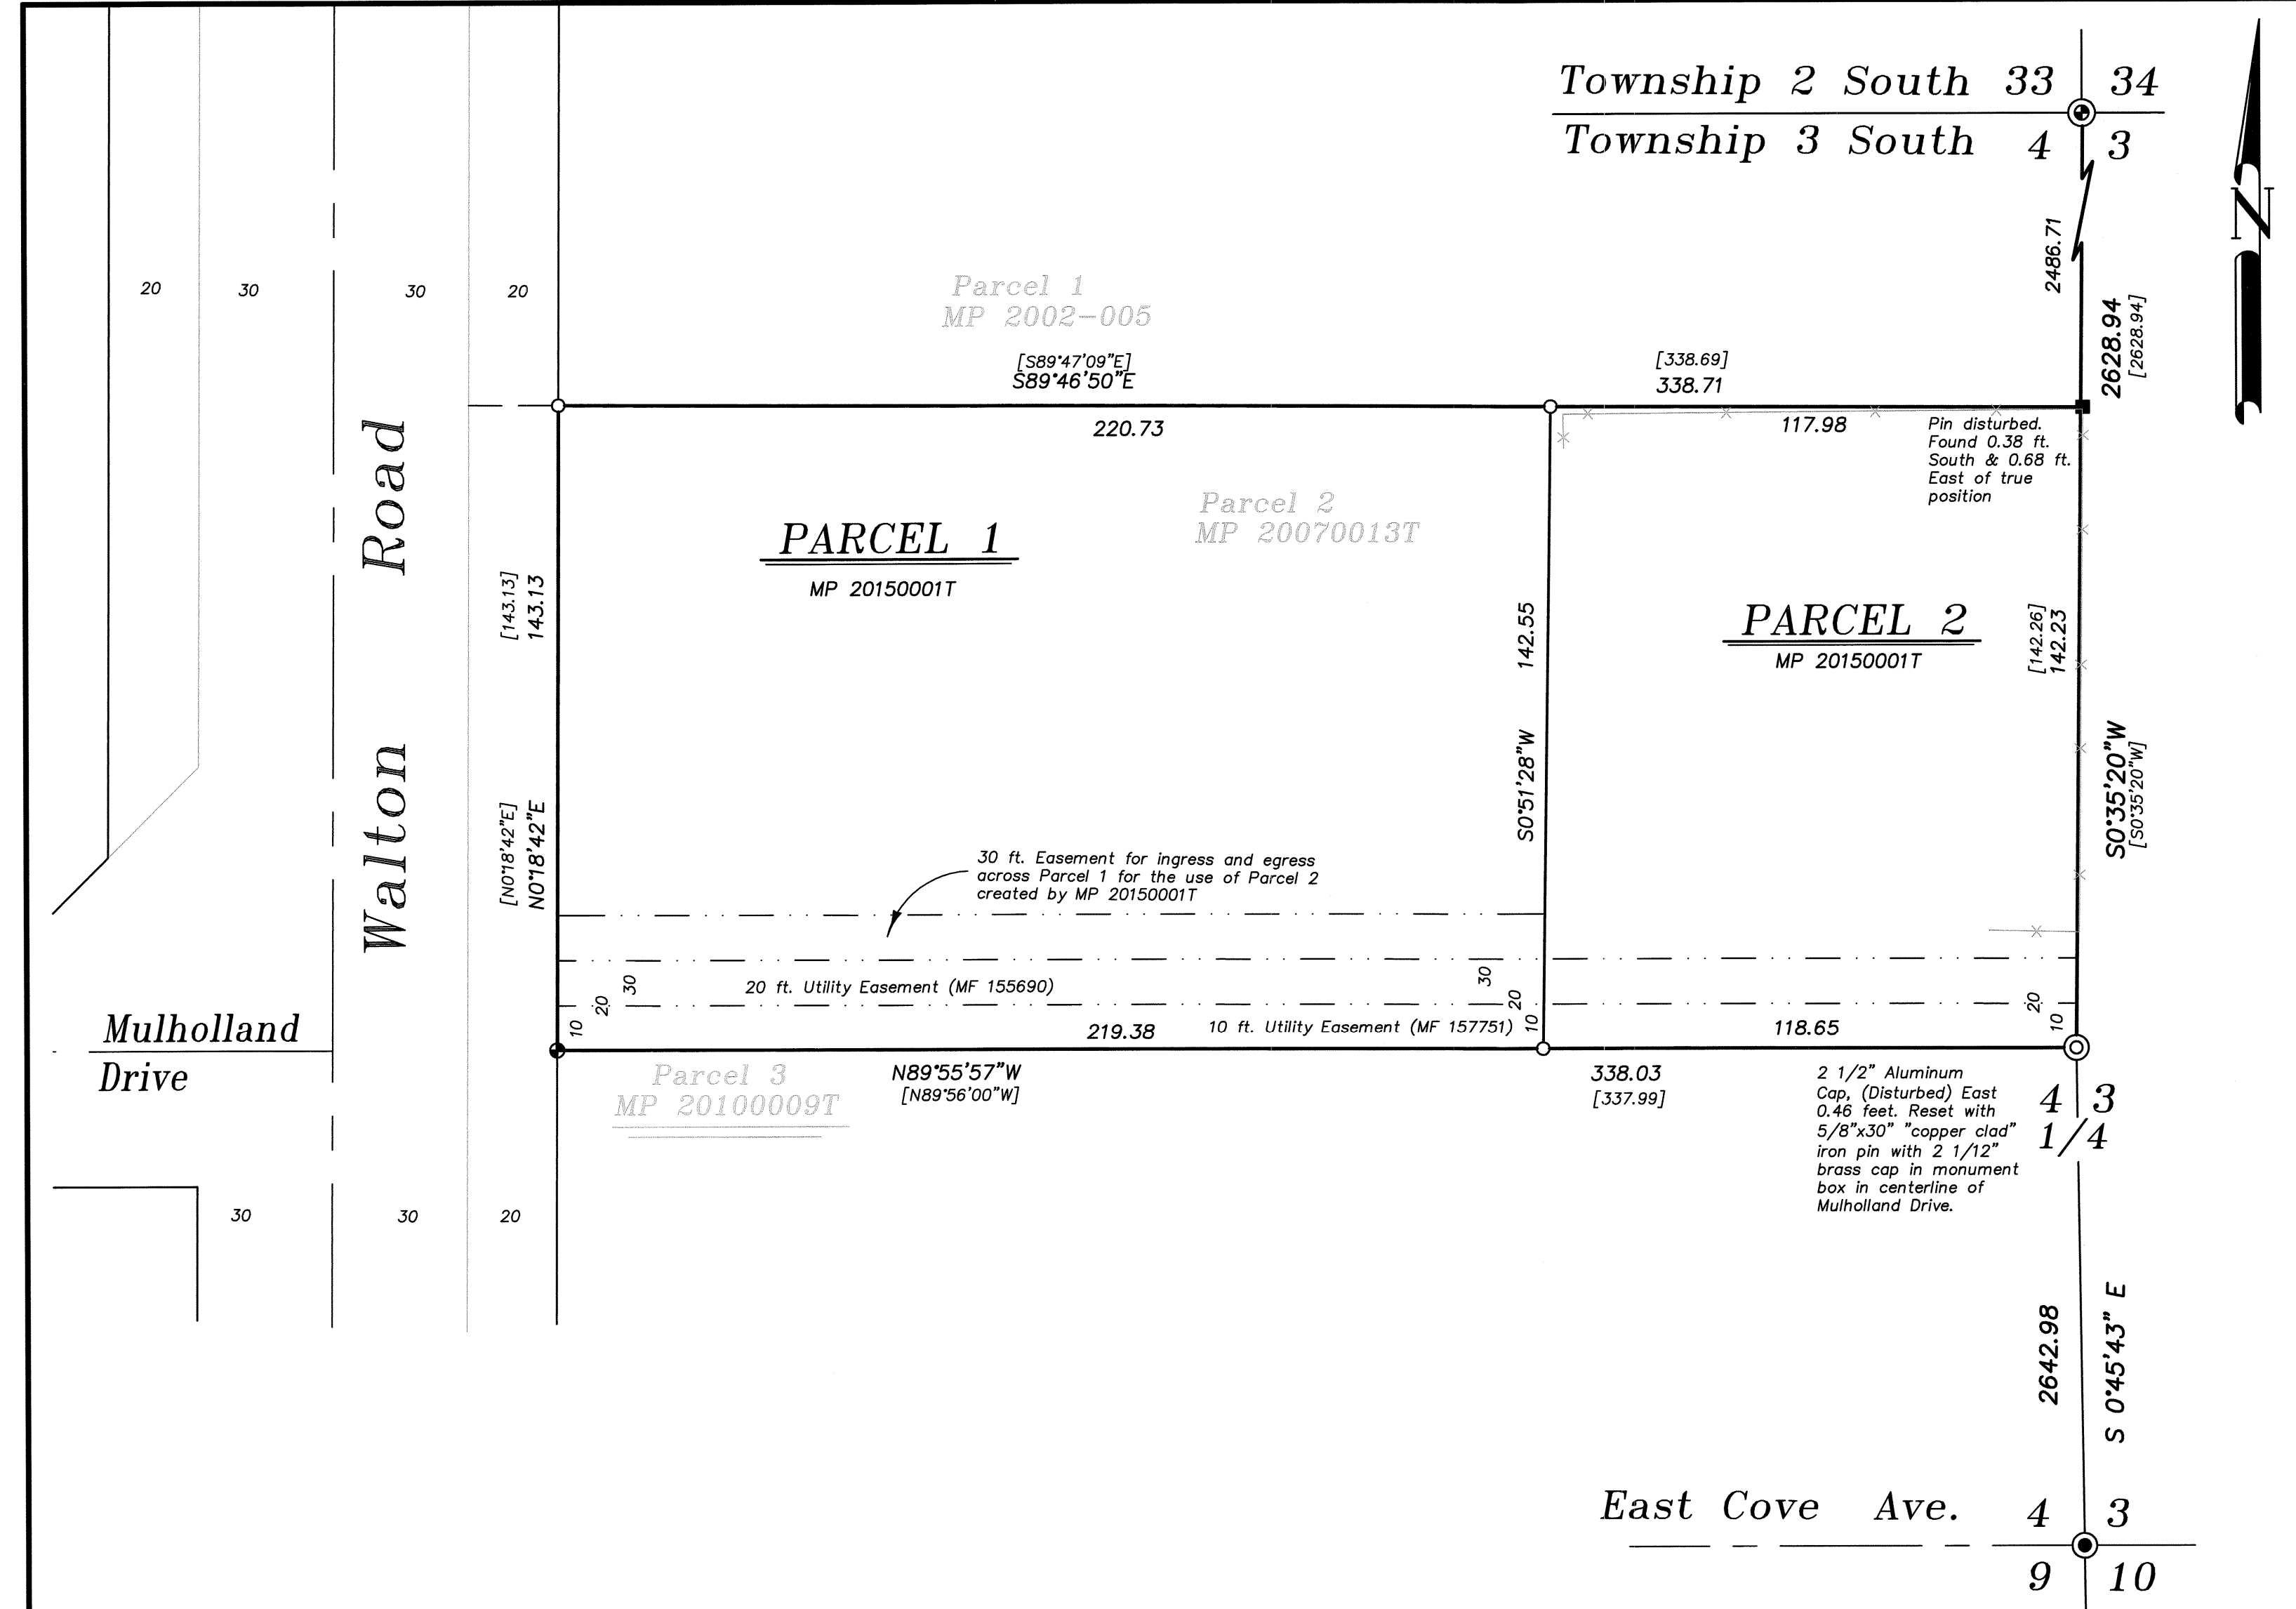 Township 2 South 33 34
Township 3 South 4 3
N
2486.71
2628.94
[2628.94]
20 30 30 20
Parcel 1
MP 2002-005
[S89°47'09"E]
S89°46'50"E
[338.69]
338.71
220.73
117.98
Pin disturbed.
Found 0.38 ft.
South & 0.68 ft.
East of true
position
Parcel 2
MP 20070013T
PARCEL 1
MP 20150001T
PARCEL 2
MP 20150001T
Walton Road
[143.13]
143.13
[N0°18'42"E]
N0°18'42"E
142.55
S0°51'28"W
[142.26]
142.23
S0°35'20"W
[S0°35'20"W]
30 ft. Easement for ingress and egress
across Parcel 1 for the use of Parcel 2
created by MP 20150001T
20 ft. Utility Easement (MF 155690)
10 20 30
30 20 10
20 10
219.38
10 ft. Utility Easement (MF 157751)
118.65
Mulholland
Drive
Parcel 3
MP 20100009T
N89°55'57"W
[N89°56'00"W]
338.03
[337.99]
2 1/2" Aluminum
Cap, (Disturbed) East
0.46 feet. Reset with
5/8"x30" "copper clad"
iron pin with 2 1/12"
brass cap in monument
box in centerline of
Mulholland Drive.
4 3
1/4
30 30 20
2642.98
S 0°45'43" E
East Cove Ave. 4 3
9 10